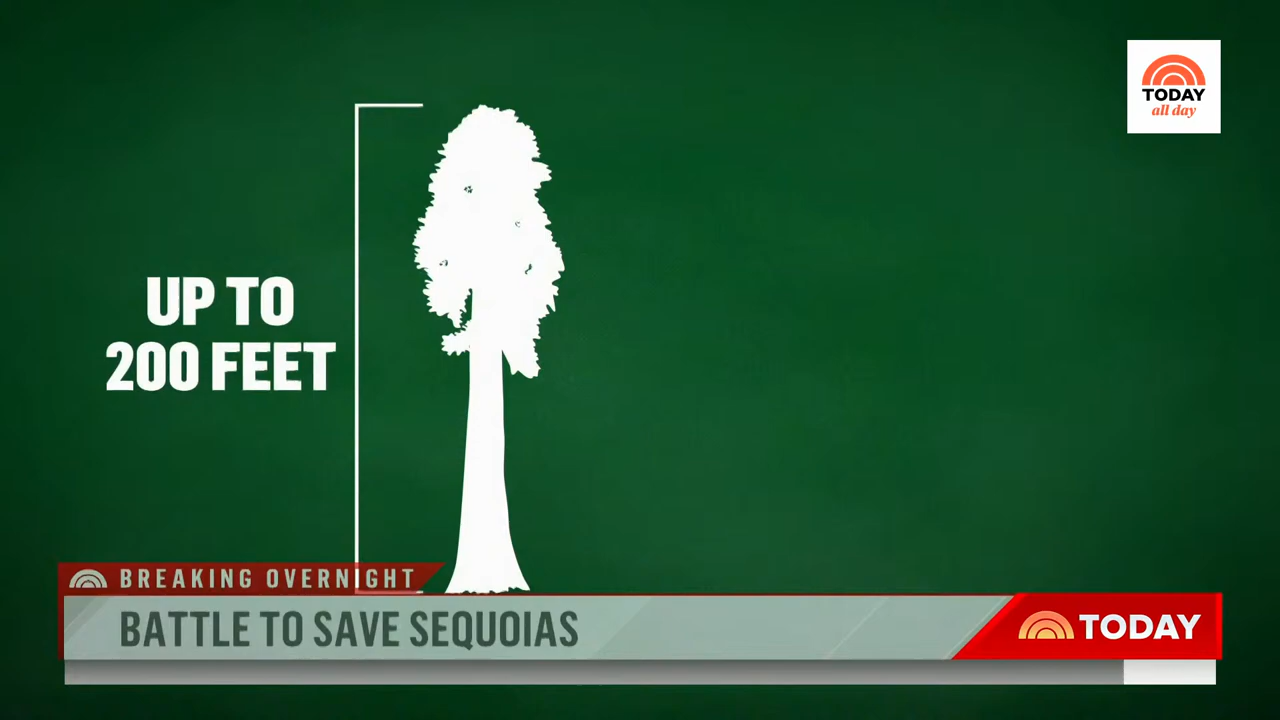 TODAY
all day
UP TO
200 FEET
BREAKING OVERNIGHT
BATTLE TO SAVE SEQUOIAS
TODAY